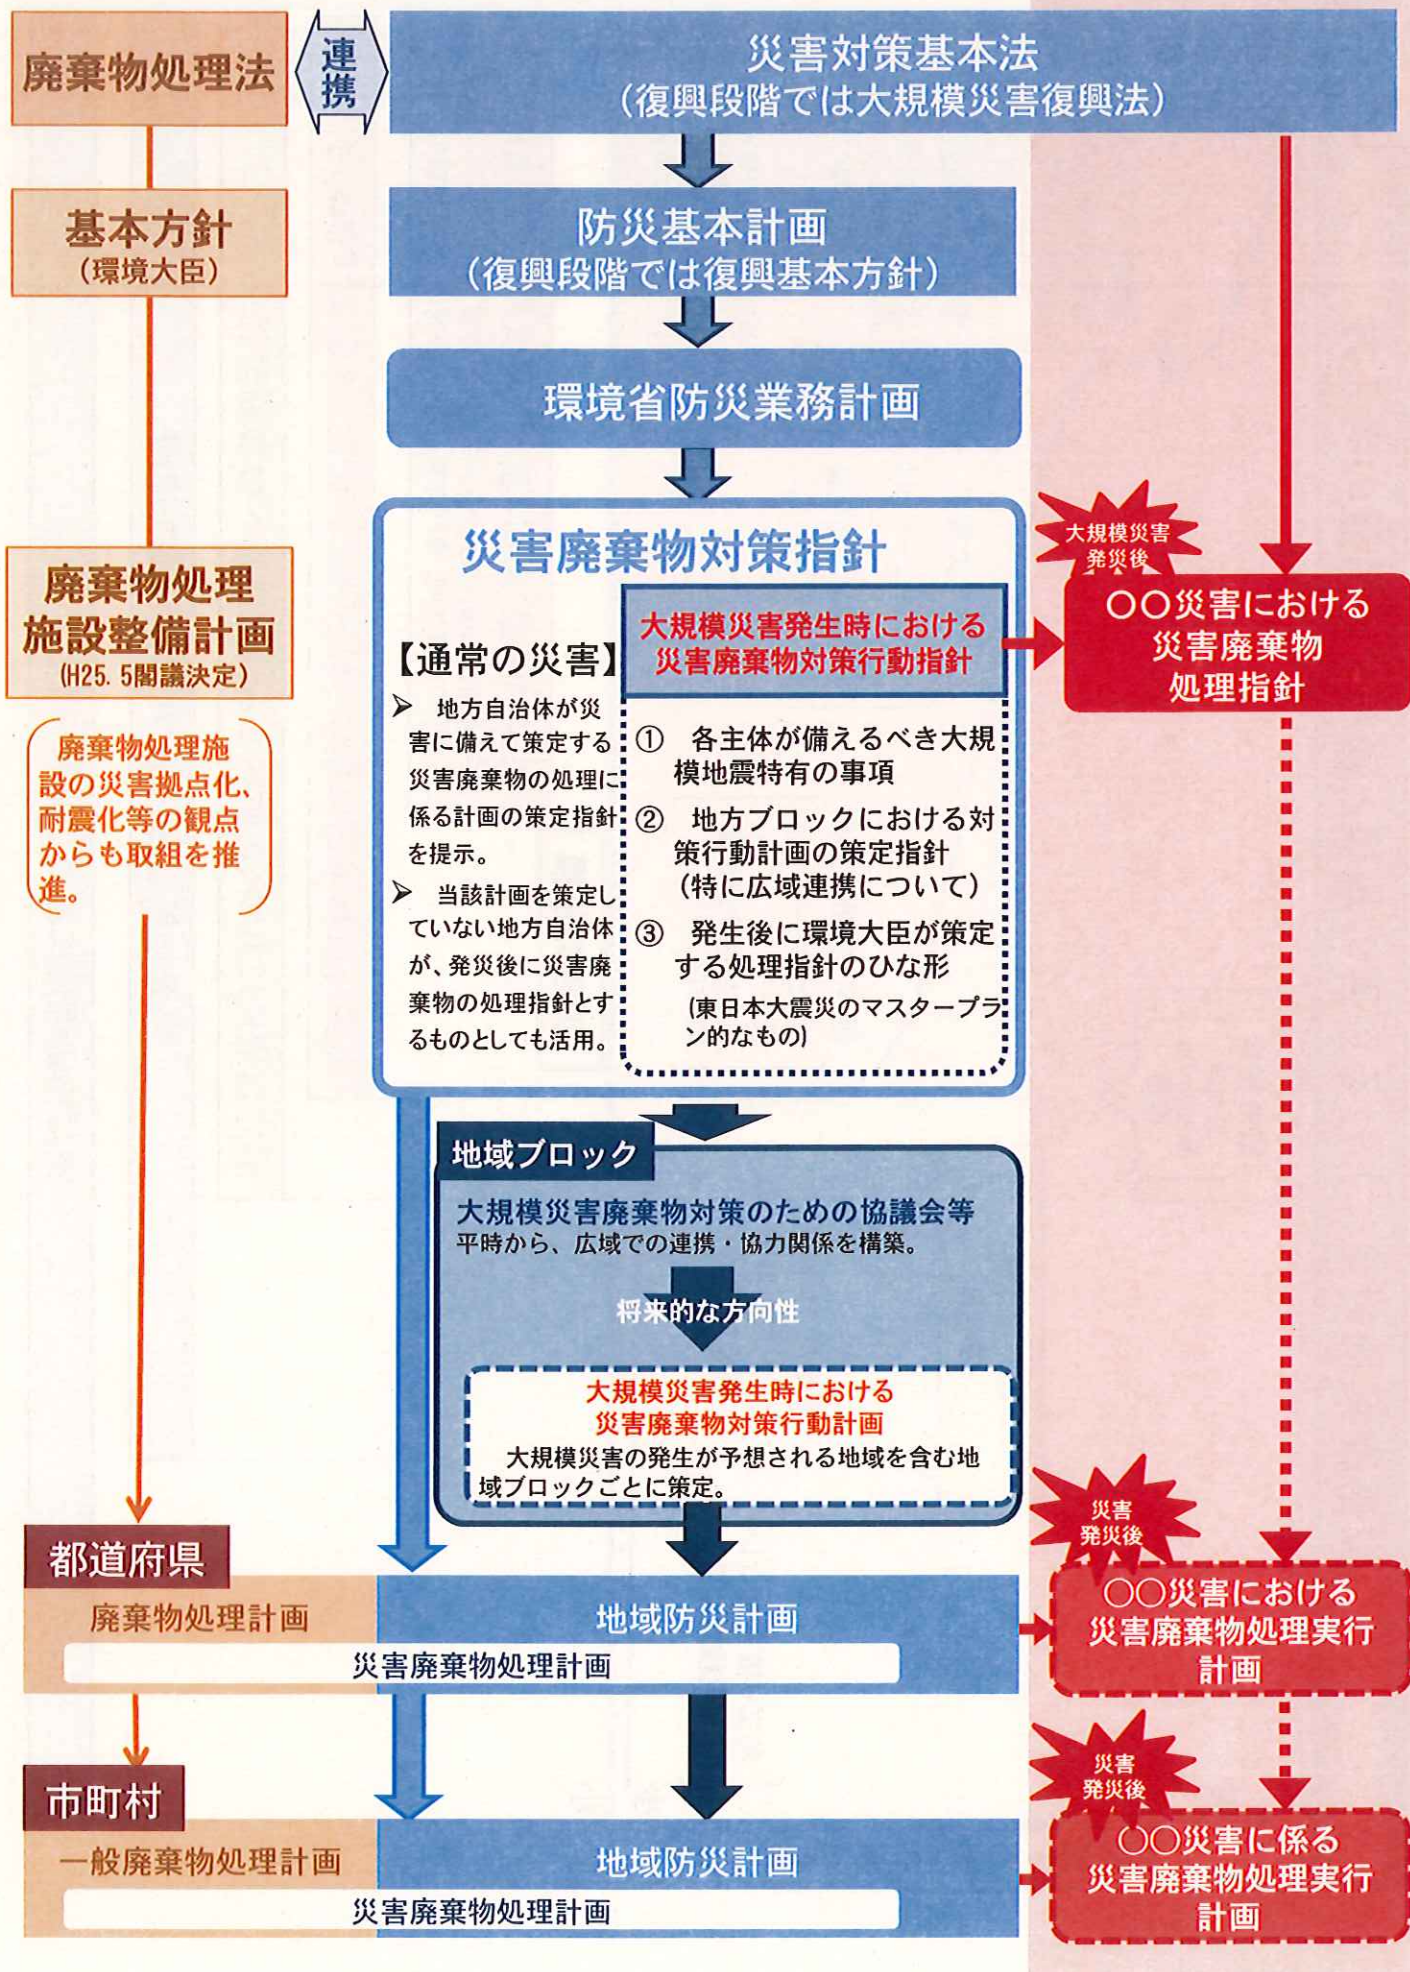 廃棄物処理法
連
携
災害対策基本法
（復興段階では大規模災害復興法）
基本方針
（環境大臣）
防災基本計画
（復興段階では復興基本方針）
環境省防災業務計画
廃棄物処理
施設整備計画
(H25.5閣議決定)
廃棄物処理施
設の災害拠点化、
耐震化等の観点
からも取組を推
進。
災害廃棄物対策指針
【通常の災害】
➢ 地方自治体が災
害に備えて策定する
災害廃棄物の処理に
係る計画の策定指針
を提示。
➢ 当該計画を策定し
ていない地方自治体
が、発災後に災害廃
棄物の処理指針とす
るものとしても活用。
大規模災害発生時における
災害廃棄物対策行動指針
① 各主体が備えるべき大規
模地震特有の事項
② 地方ブロックにおける対
策行動計画の策定指針
（特に広域連携について）
③ 発生後に環境大臣が策定
する処理指針のひな形
(東日本大震災のマスタープラ
ン的なもの)
大規模災害
発災後
〇〇災害における
災害廃棄物
処理指針
地域ブロック
大規模災害廃棄物対策のための協議会等
平時から、広域での連携・協力関係を構築。
将来的な方向性
大規模災害発生時における
災害廃棄物対策行動計画
大規模災害の発生が予想される地域を含む地
域ブロックごとに策定。
都道府県
廃棄物処理計画
地域防災計画
災害廃棄物処理計画
災害
発災後
〇〇災害における
災害廃棄物処理実行
計画
市町村
一般廃棄物処理計画
地域防災計画
災害廃棄物処理計画
災害
発災後
〇〇災害に係る
災害廃棄物処理実行
計画